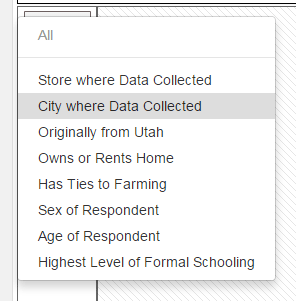 All
Store where Data Collected
City where Data Collected
Originally from Utah
Owns or Rents Home
Has Ties to Farming
Sex of Respondent
Age of Respondent
Highest Level of Formal Schooling